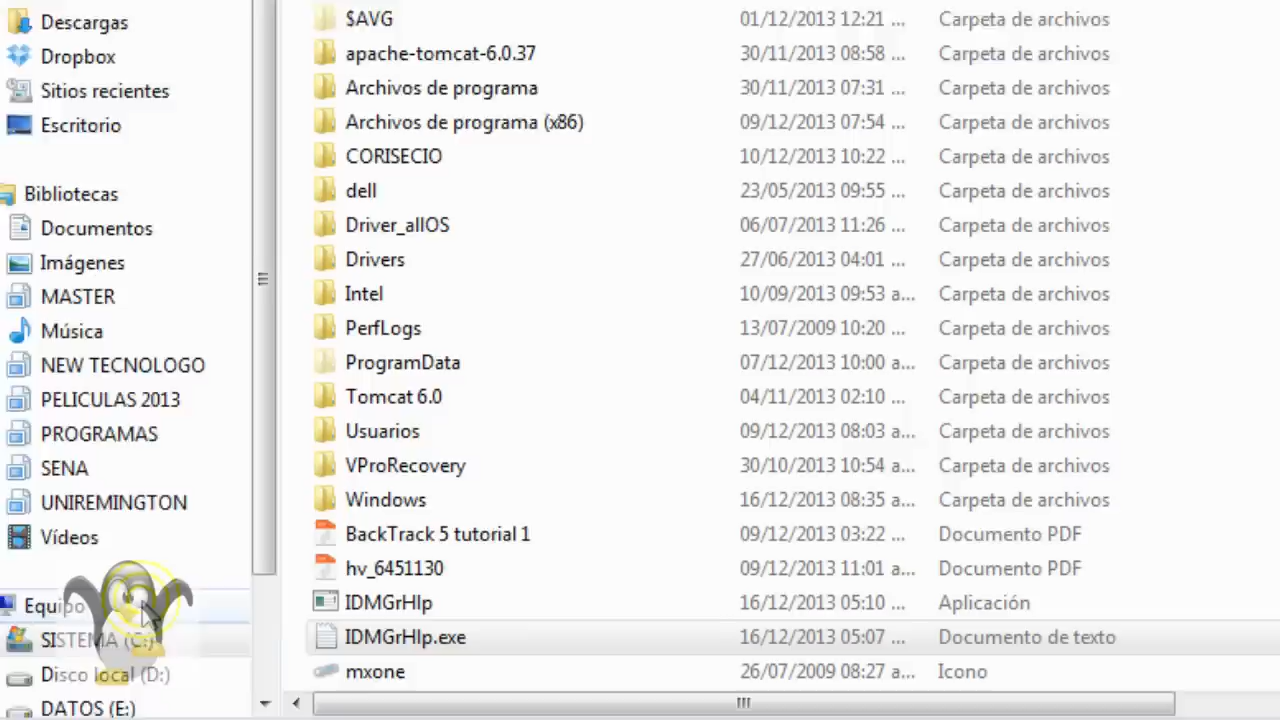 Descargas
Dropbox
Sitios recientes
Escritorio
Bibliotecas
Documentos
Imágenes
MASTER
Música
NEW TECNOLOGO
PELICULAS 2013
PROGRAMAS
SENA
UNIREMINGTON
Vídeos
Equipo
SISTEMA (C:)
Disco local (D:)
DATOS (E:)
$AVG 01/12/2013 12:21 ... Carpeta de archivos
apache-tomcat-6.0.37 30/11/2013 08:58 ... Carpeta de archivos
Archivos de programa 30/11/2013 07:31 ... Carpeta de archivos
Archivos de programa (x86) 09/12/2013 07:54 ... Carpeta de archivos
CORISECIO 10/12/2013 10:22 ... Carpeta de archivos
dell 23/05/2013 09:55 ... Carpeta de archivos
Driver_allOS 06/07/2013 11:26 ... Carpeta de archivos
Drivers 27/06/2013 04:01 ... Carpeta de archivos
Intel 10/09/2013 09:53 a... Carpeta de archivos
PerfLogs 13/07/2009 10:20 ... Carpeta de archivos
ProgramData 07/12/2013 10:00 a... Carpeta de archivos
Tomcat 6.0 04/11/2013 02:10 ... Carpeta de archivos
Usuarios 09/12/2013 08:03 a... Carpeta de archivos
VProRecovery 30/10/2013 10:54 a... Carpeta de archivos
Windows 16/12/2013 08:35 a... Carpeta de archivos
BackTrack 5 tutorial 1 09/12/2013 03:22 ... Documento PDF
hv_6451130 09/12/2013 11:01 a... Documento PDF
IDMGrHlp 16/12/2013 05:10 ... Aplicación
IDMGrHlp.exe 16/12/2013 05:07 ... Documento de texto
mxone 26/07/2009 08:27 a... Icono